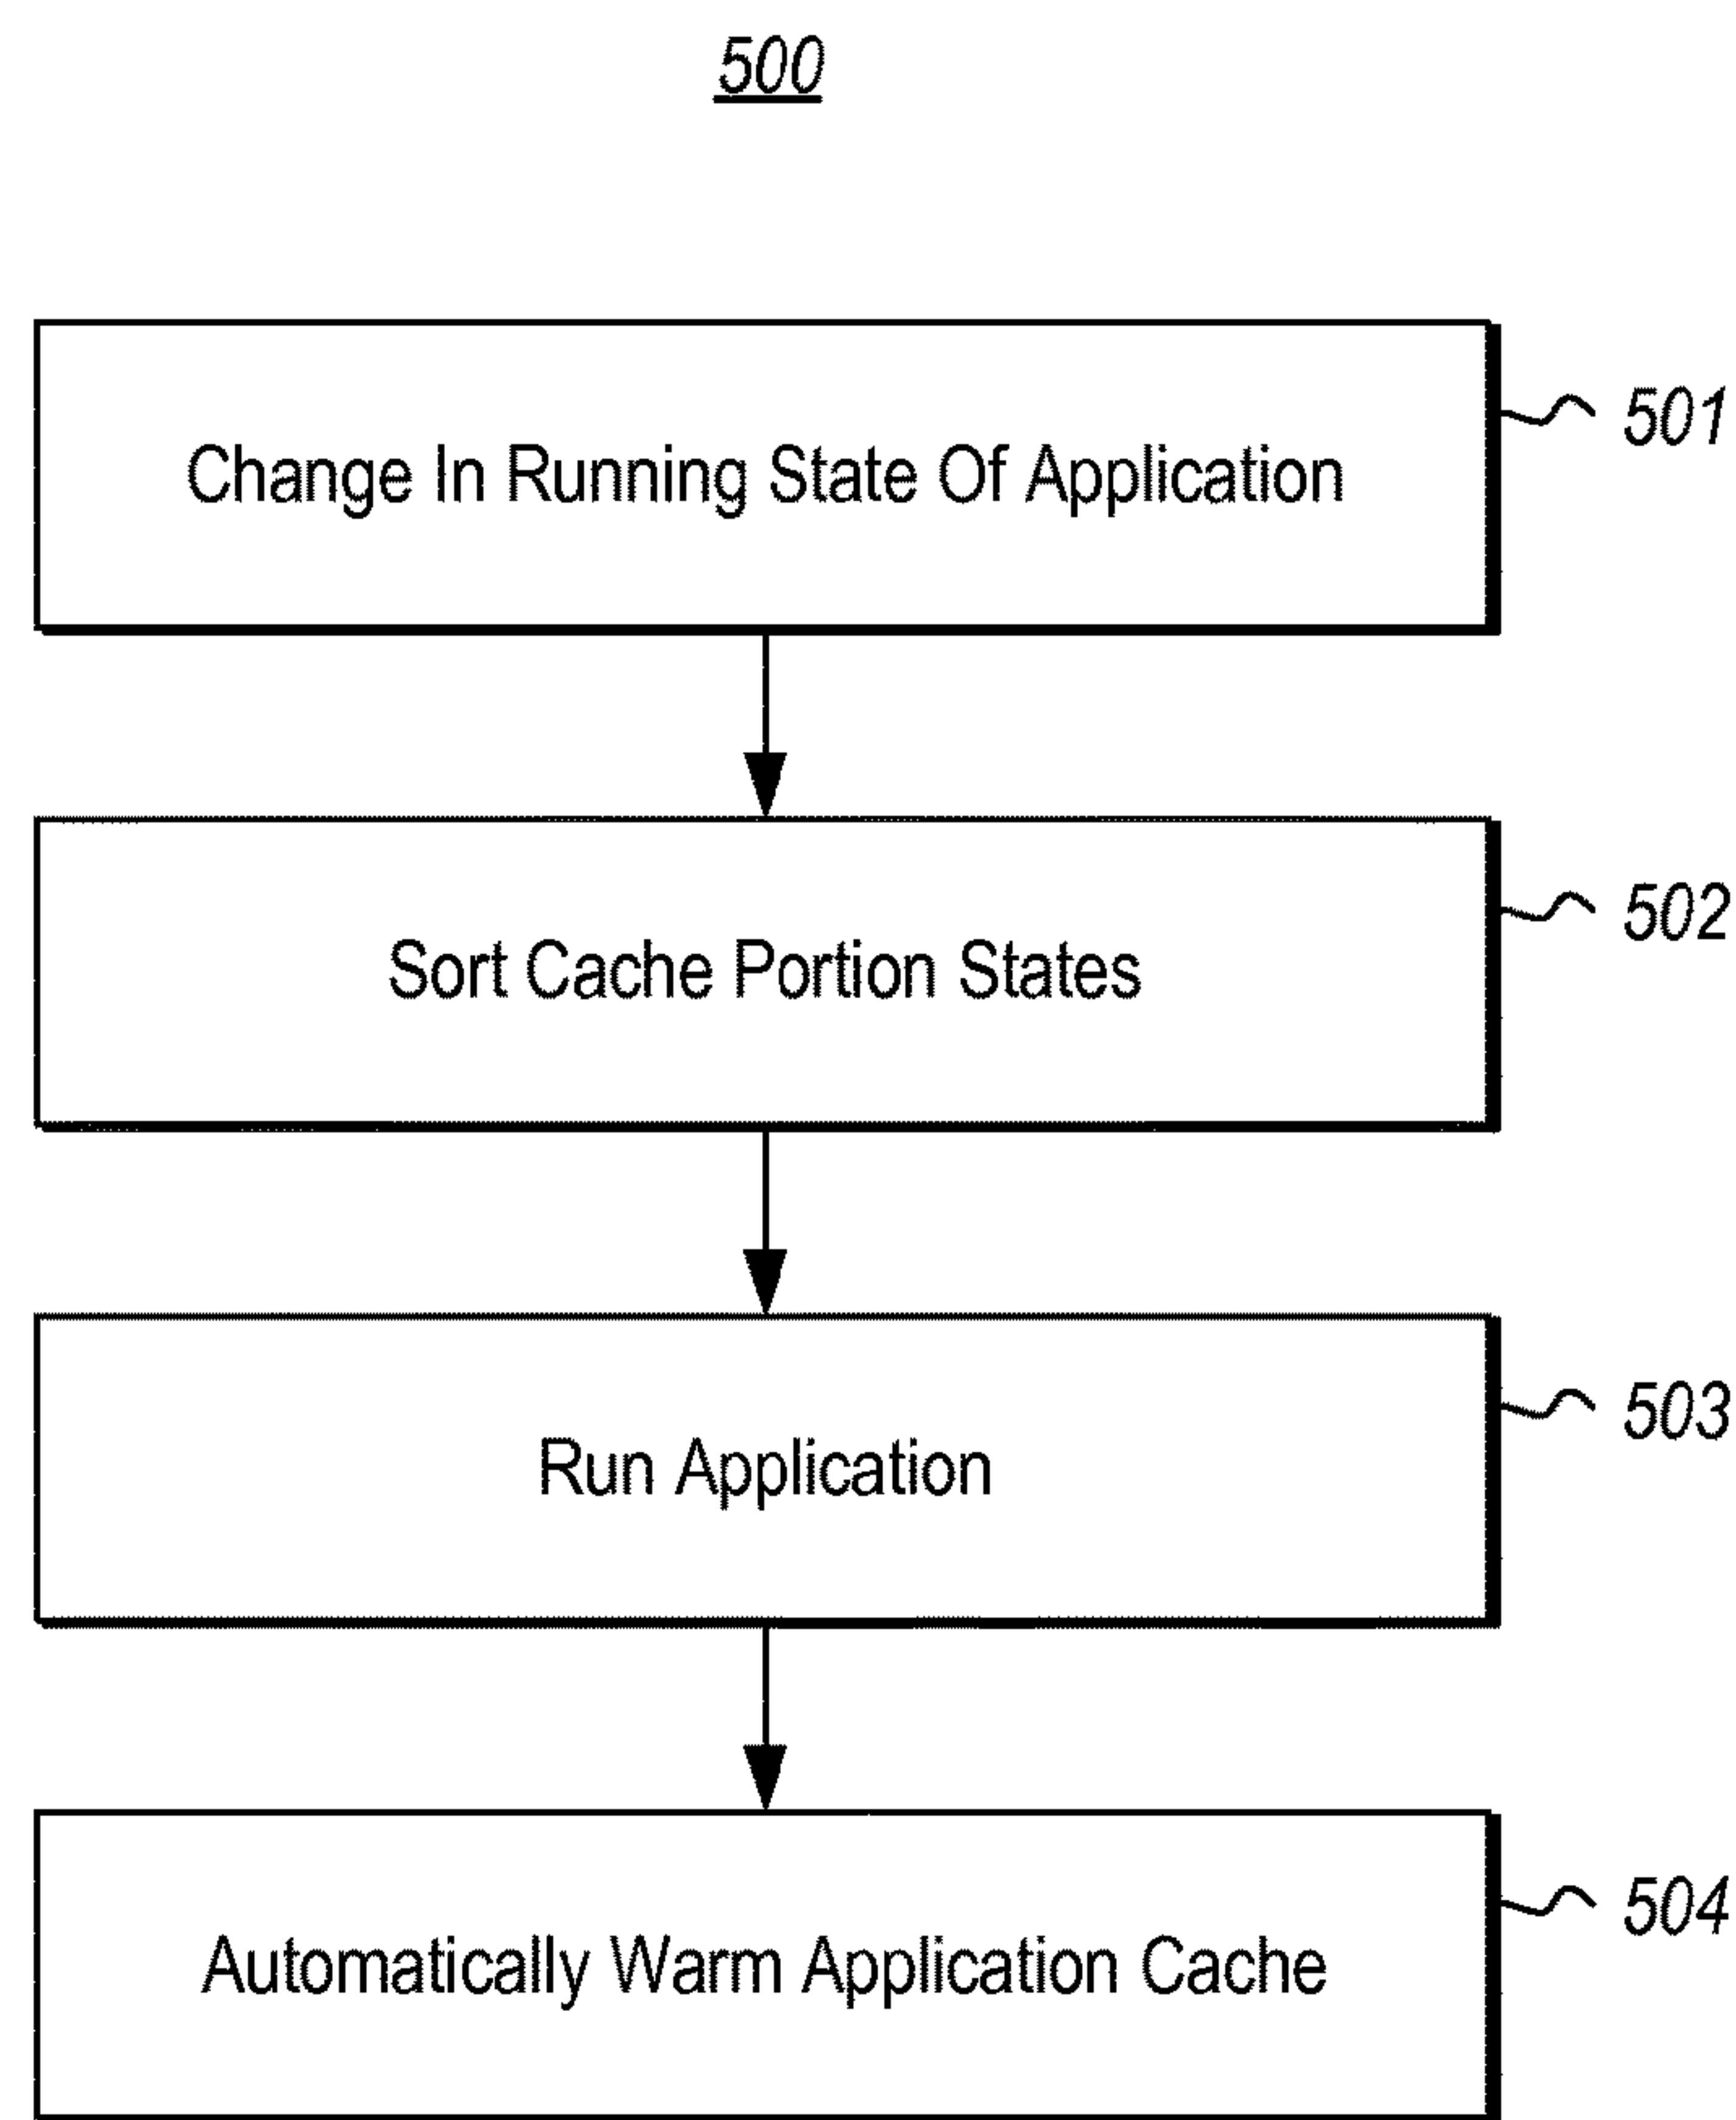 500
Change In Running State Of Application
501
Sort Cache Portion States
502
Run Application
503
Automatically Warm Application Cache
504